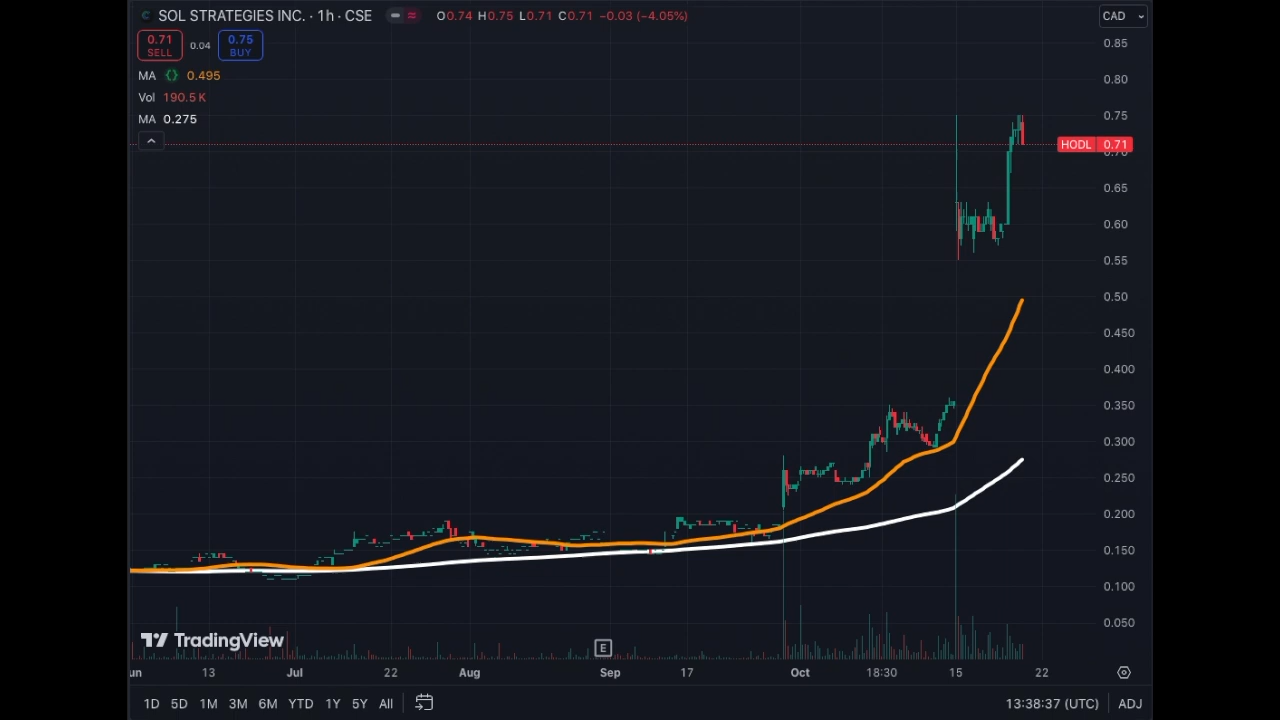 SOL STRATEGIES INC. · 1h · CSE O0.74 H0.75 L0.71 C0.71 −0.03 (−4.05%)
CAD
0.71
SELL
0.04
0.75
BUY
MA {} 0.495
Vol 190.5 K
MA 0.275
0.85
0.80
0.75
HODL 0.71
0.70
0.65
0.60
0.55
0.50
0.450
0.400
0.350
0.300
0.250
0.200
0.150
0.100
0.050
TradingView
E
un 13 Jul 22 Aug Sep 17 Oct 18:30 15 22
1D 5D 1M 3M 6M YTD 1Y 5Y All 13:38:37 (UTC) ADJ